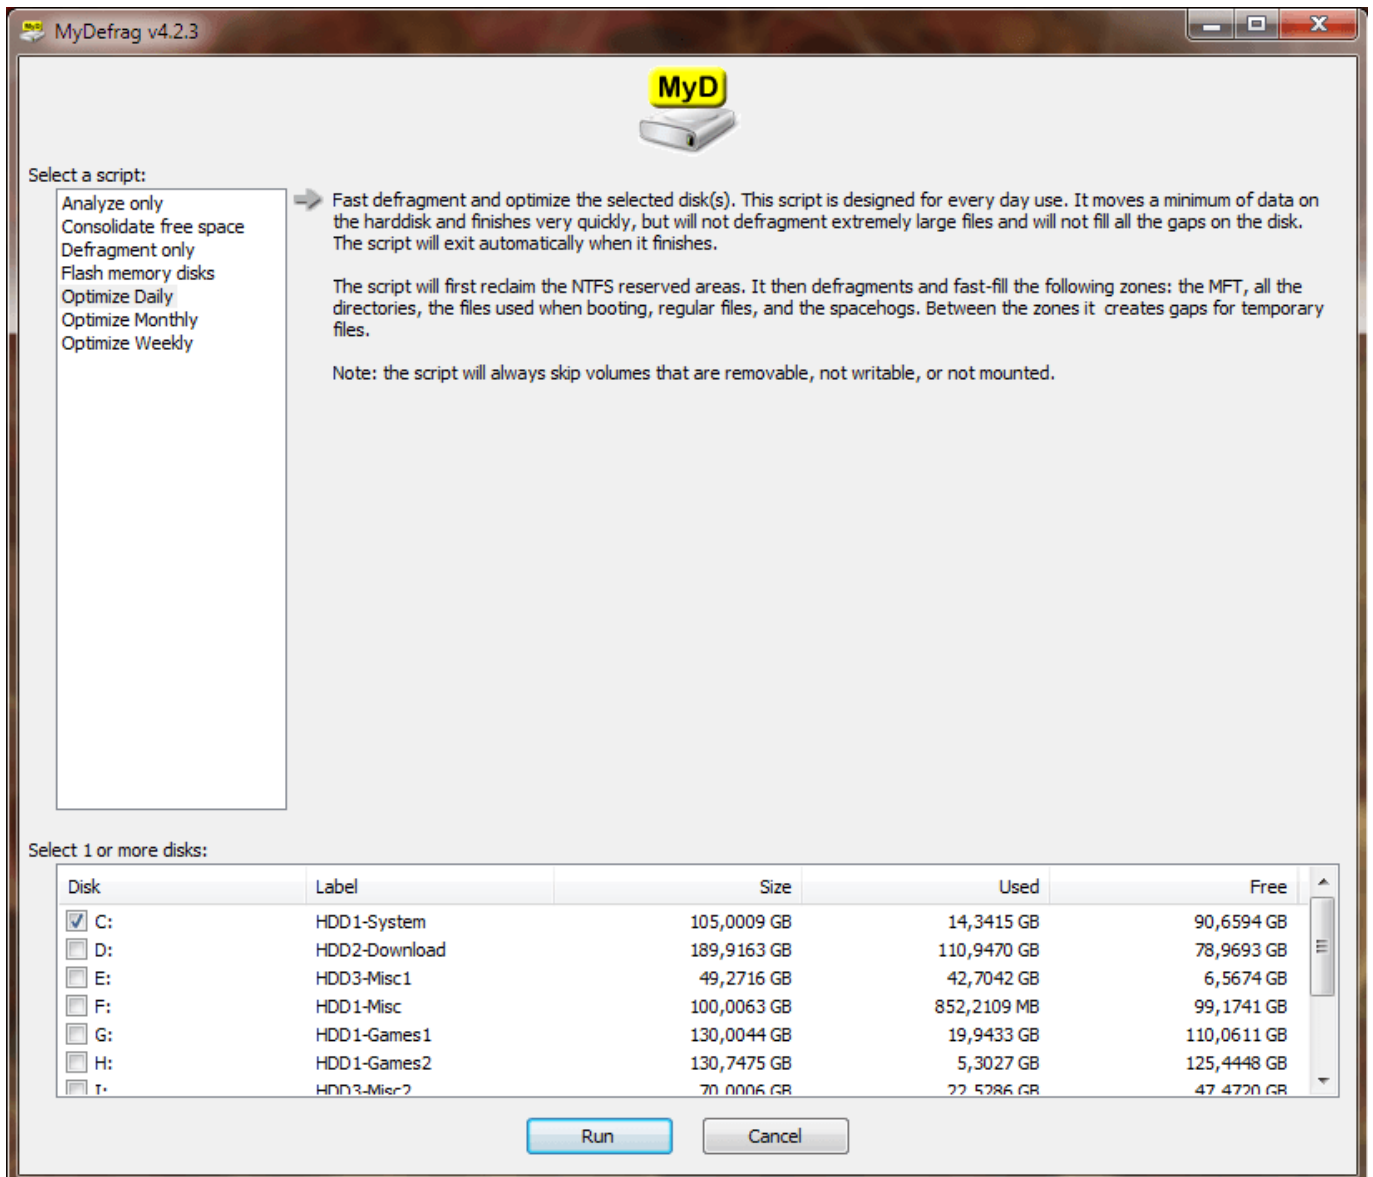 MyDefrag v4.2.3
MyD
Select a script:
Analyze only
Consolidate free space
Defragment only
Flash memory disks
Optimize Daily
Optimize Monthly
Optimize Weekly
Fast defragment and optimize the selected disk(s). This script is designed for every day use. It moves a minimum of data on
the harddisk and finishes very quickly, but will not defragment extremely large files and will not fill all the gaps on the disk.
The script will exit automatically when it finishes.
The script will first reclaim the NTFS reserved areas. It then defragments and fast-fill the following zones: the MFT, all the
directories, the files used when booting, regular files, and the spacehogs. Between the zones it  creates gaps for temporary
files.
Note: the script will always skip volumes that are removable, not writable, or not mounted.
Select 1 or more disks:
Disk Label Size Used Free
C: HDD1-System 105,0009 GB 14,3415 GB 90,6594 GB
D: HDD2-Download 189,9163 GB 110,9470 GB 78,9693 GB
E: HDD3-Misc1 49,2716 GB 42,7042 GB 6,5674 GB
F: HDD1-Misc 100,0063 GB 852,2109 MB 99,1741 GB
G: HDD1-Games1 130,0044 GB 19,9433 GB 110,0611 GB
H: HDD1-Games2 130,7475 GB 5,3027 GB 125,4448 GB
I: HDD3-Misc2 70,0006 GB 22,5286 GB 47,4720 GB
Run Cancel